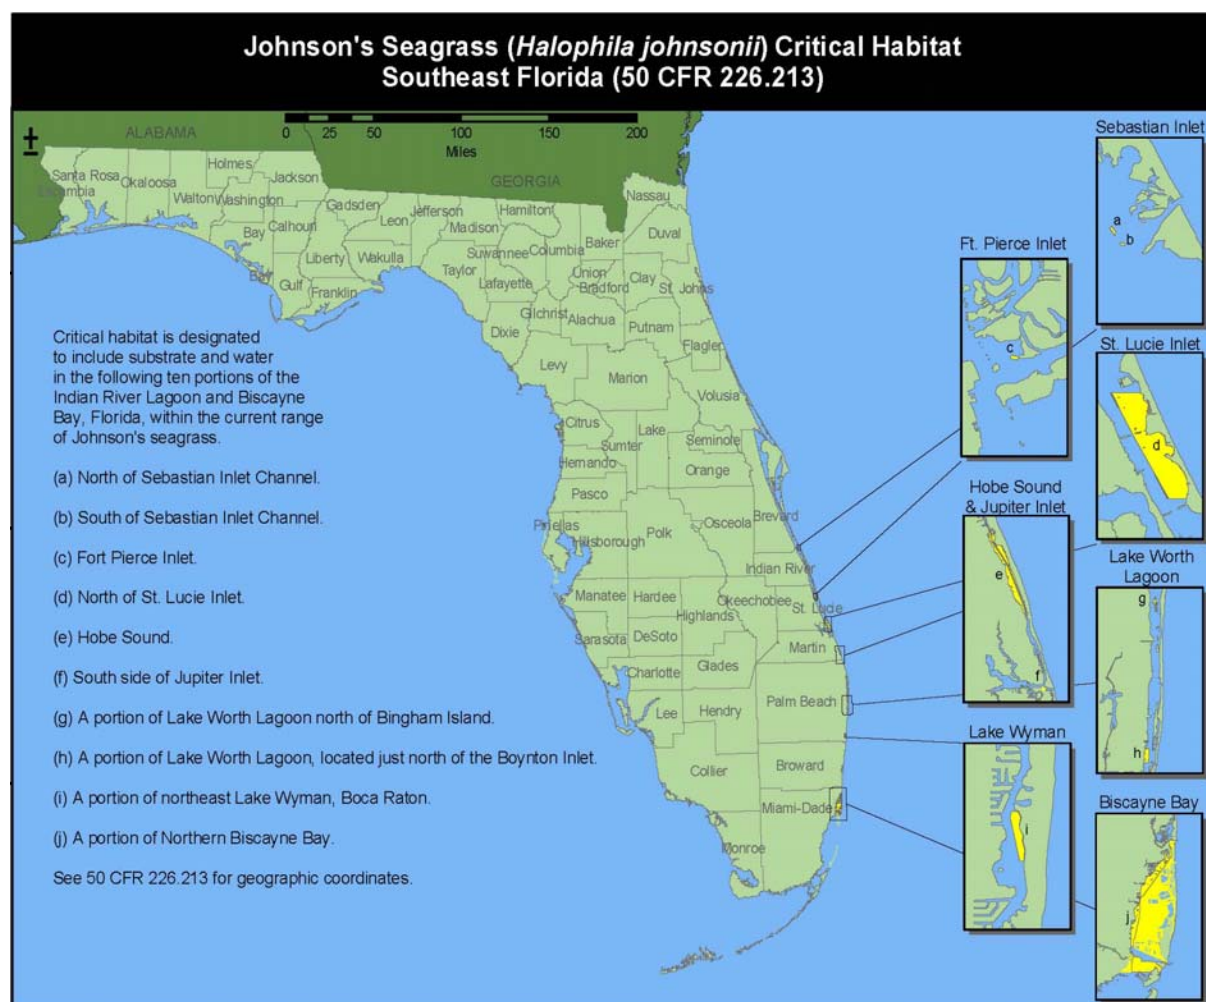 Johnson's Seagrass (Halophila johnsonii) Critical Habitat
Southeast Florida (50 CFR 226.213)
ALABAMA
GEORGIA
0 25 50 100 150 200
Miles
±
Santa Rosa
Escambia
Okaloosa
Walton
Holmes
Washington
Jackson
Bay
Bay
Calhoun
Gulf
Liberty
Franklin
Gadsden
Leon
Wakulla
Jefferson
Madison
Taylor
Hamilton
Suwannee
Lafayette
Dixie
Columbia
Gilchrist
Baker
Union
Bradford
Alachua
Nassau
Duval
Clay
St. Johns
Putnam
Flagler
Levy
Marion
Volusia
Citrus
Sumter
Lake
Seminole
Hernando
Orange
Pasco
Pinellas
Hillsborough
Polk
Osceola
Brevard
Indian River
Manatee
Hardee
Highlands
Okeechobee
St. Lucie
Sarasota
DeSoto
Martin
Charlotte
Glades
Lee
Hendry
Palm Beach
Collier
Broward
Miami-Dade
Monroe
Critical habitat is designated
to include substrate and water
in the following ten portions of the
Indian River Lagoon and Biscayne
Bay, Florida, within the current range
of Johnson's seagrass.
(a) North of Sebastian Inlet Channel.
(b) South of Sebastian Inlet Channel.
(c) Fort Pierce Inlet.
(d) North of St. Lucie Inlet.
(e) Hobe Sound.
(f) South side of Jupiter Inlet.
(g) A portion of Lake Worth Lagoon north of Bingham Island.
(h) A portion of Lake Worth Lagoon, located just north of the Boynton Inlet.
(i) A portion of northeast Lake Wyman, Boca Raton.
(j) A portion of Northern Biscayne Bay.
See 50 CFR 226.213 for geographic coordinates.
Sebastian Inlet
a
b
Ft. Pierce Inlet
c
St. Lucie Inlet
d
Hobe Sound
& Jupiter Inlet
e
f
Lake Worth
Lagoon
g
h
Lake Wyman
i
Biscayne Bay
j